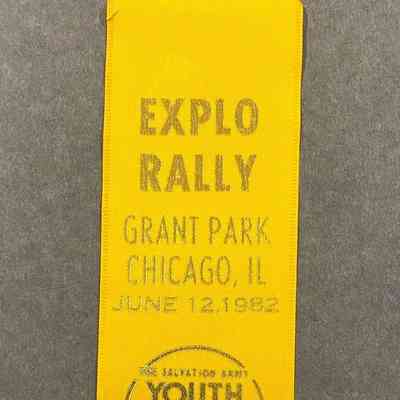 EXPLO
RALLY
GRANT PARK
CHICAGO, IL
JUNE 12,1982
THE SALVATION ARMY
YOUTH